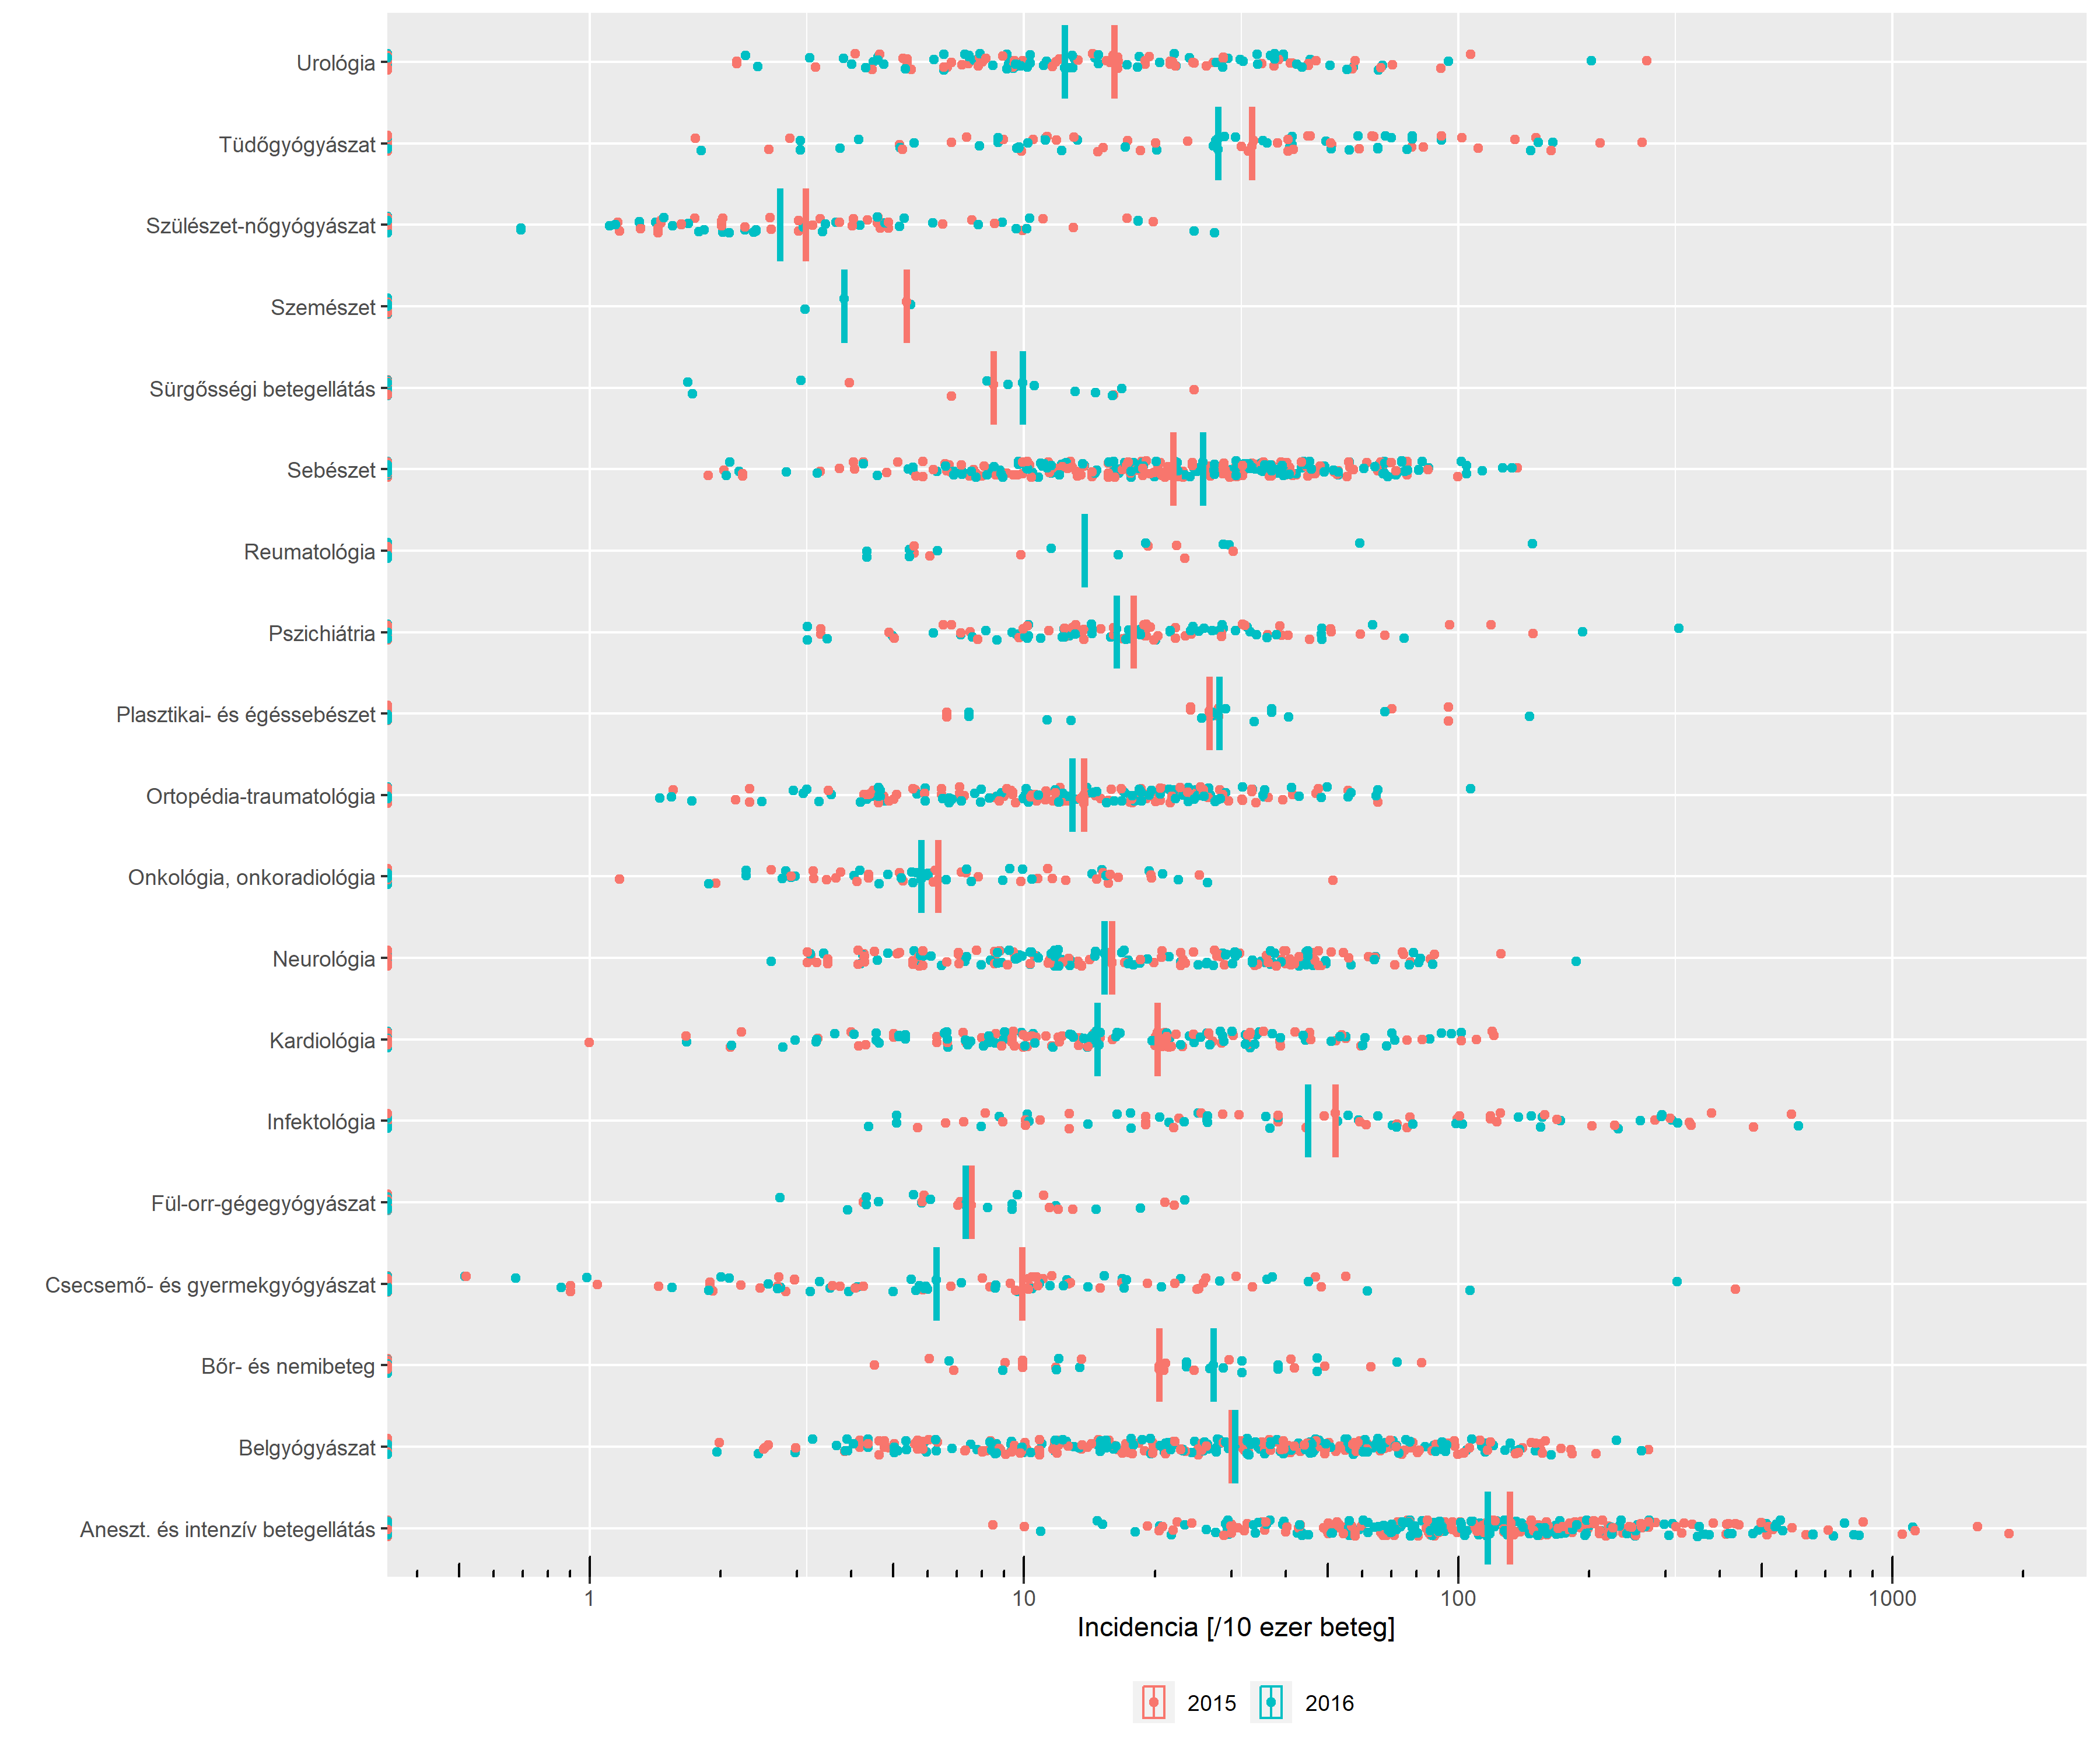 Urológia
Tüdőgyógyászat
Szülészet-nőgyógyászat
Szemészet
Sürgősségi betegellátás
Sebészet
Reumatológia
Pszichiátria
Plasztikai- és égéssebészet
Ortopédia-traumatológia
Onkológia, onkoradiológia
Neurológia
Kardiológia
Infektológia
Fül-orr-gégegyógyászat
Csecsemő- és gyermekgyógyászat
Bőr- és nemibeteg
Belgyógyászat
Aneszt. és intenzív betegellátás
1 10 100 1000
Incidencia [/10 ezer beteg]
2015 2016